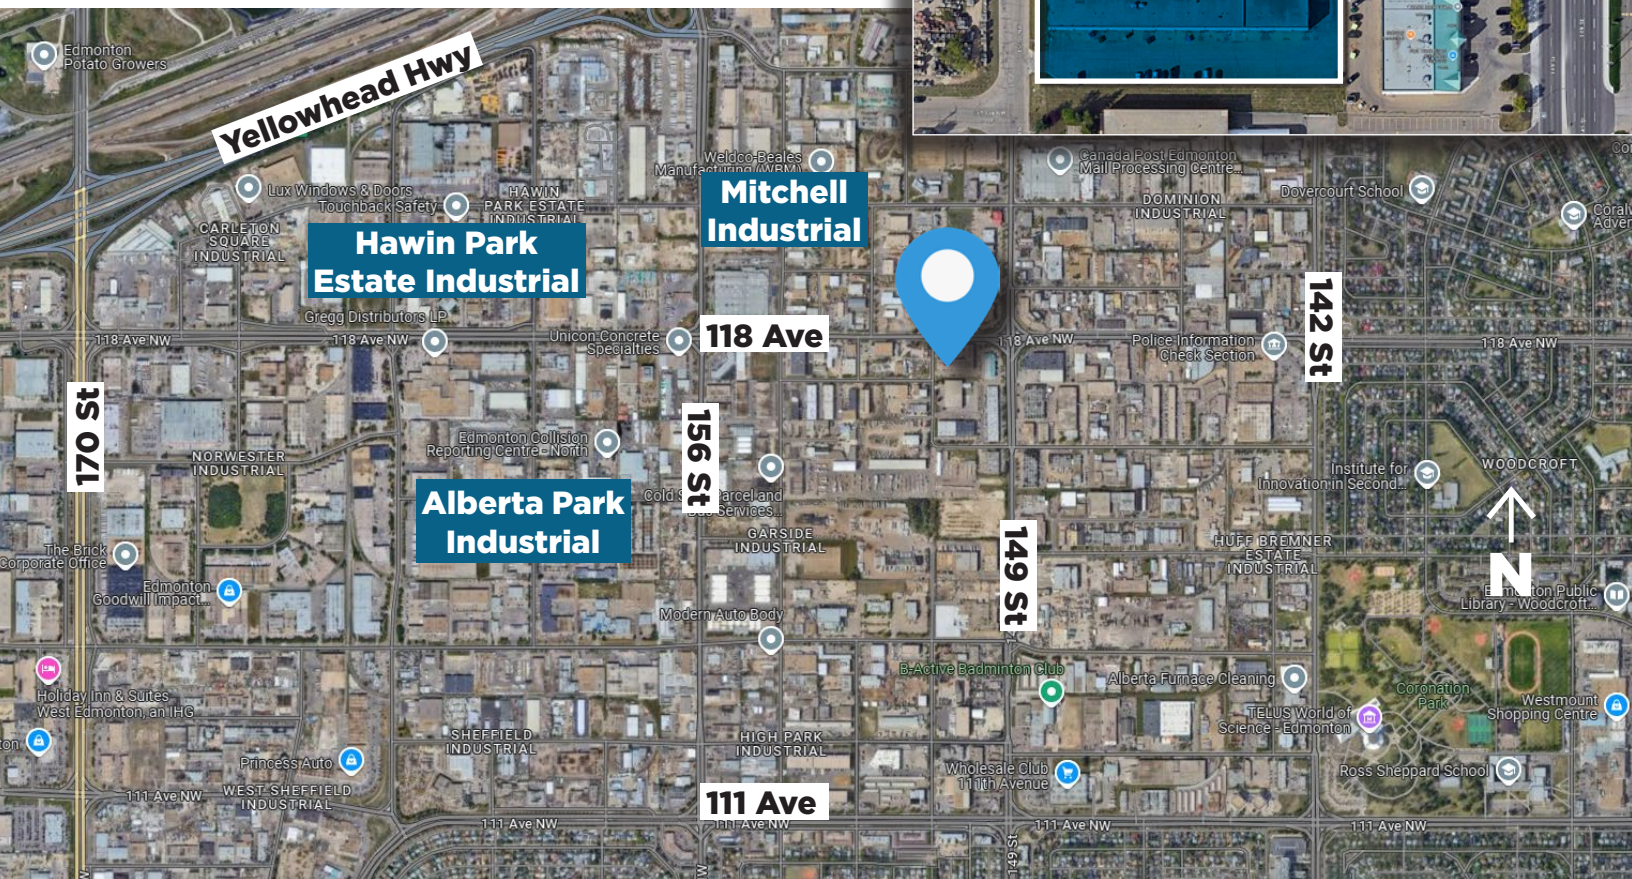 Edmonton
Potato Growers
Yellowhead Hwy
Weldco-Beales
Manufacturing (WBM)
Canada Post Edmonton
Mail Processing Centre...
Dovercourt School
Lux Windows & Doors
Touchback Safety
HAWIN
PARK ESTATE
INDUSTRIAL
Mitchell
Industrial
DOMINION
INDUSTRIAL
CARLETON
SQUARE
INDUSTRIAL
Hawin Park
Estate Industrial
142 St
Gregg Distributors LP
118 Ave NW
118 Ave NW
Unicon Concrete
Specialties
118 Ave
118 Ave NW
Police Information
Check Section
118 Ave NW
170 St
156 St
Edmonton Collision
Reporting Centre - North
NORWESTER
INDUSTRIAL
Institute for
Innovation in Second...
WOODCROFT
Alberta Park
Industrial
Cold S
Parcel and
Services...
GARSIDE
INDUSTRIAL
149 St
HUFF BREMNER
ESTATE
INDUSTRIAL
N
The Brick
Corporate Office
Edmonton
Goodwill Impact...
Edmonton Public
Library - Woodcroft...
Modern Auto Body
B-Active Badminton Club
Alberta Furnace Cleaning
Coronation
Park
Holiday Inn & Suites
West Edmonton, an IHG
TELUS World of
Science - Edmonton
Westmount
Shopping Centre
SHEFFIELD
INDUSTRIAL
HIGH PARK
INDUSTRIAL
Princess Auto
Wholesale Club
111th Avenue
Ross Sheppard School
111 Ave NW
WEST SHEFFIELD
INDUSTRIAL
111 Ave
111 Ave NW
111 Ave NW
111 Ave NW
111 Ave NW
149 St